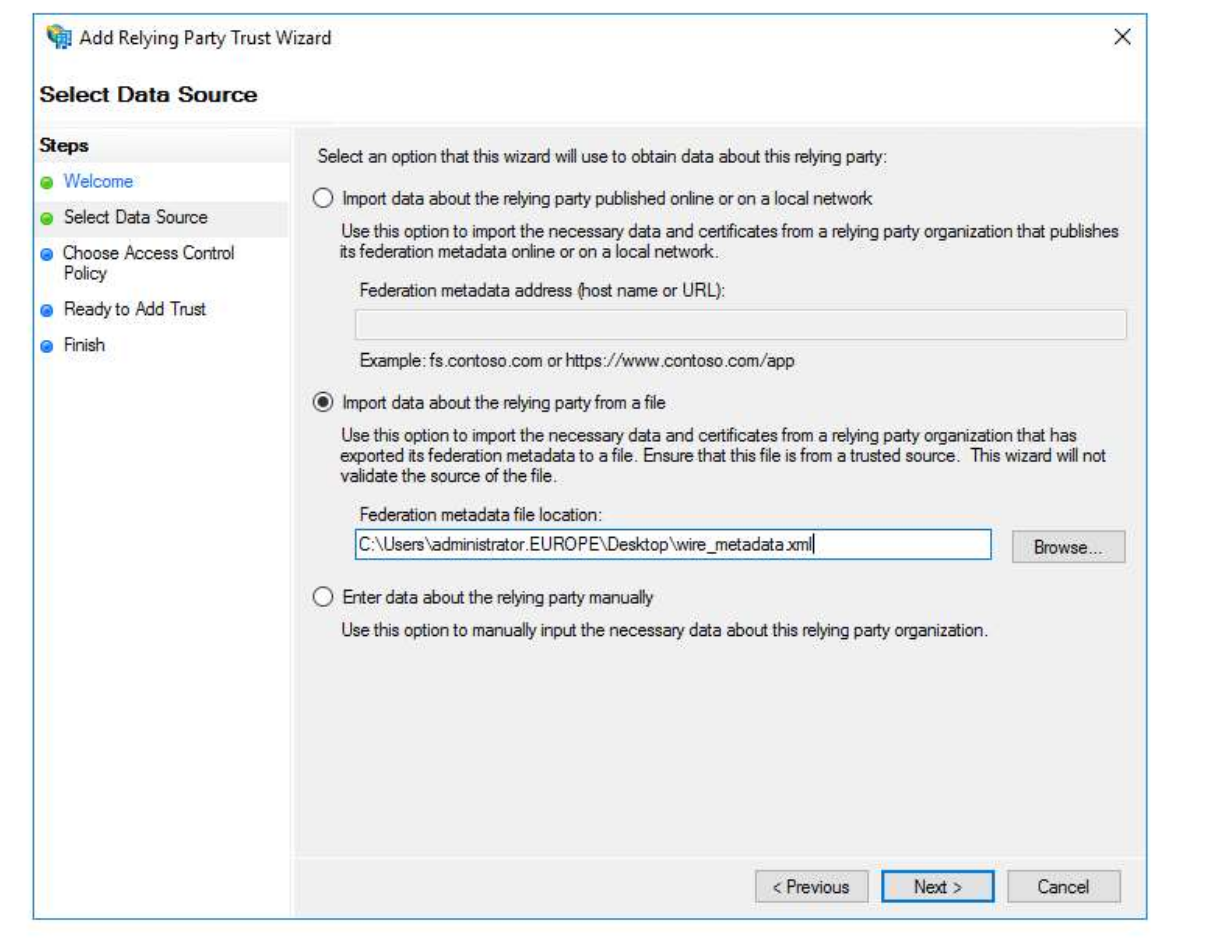 Add Relying Party Trust Wizard
Select Data Source
Steps
Welcome
Select Data Source
Choose Access Control
Policy
Ready to Add Trust
Finish
Select an option that this wizard will use to obtain data about this relying party:
Import data about the relying party published online or on a local network
Use this option to import the necessary data and certificates from a relying party organization that publishes
its federation metadata online or on a local network.
Federation metadata address (host name or URL):
Example: fs.contoso.com or https://www.contoso.com/app
Import data about the relying party from a file
Use this option to import the necessary data and certificates from a relying party organization that has
exported its federation metadata to a file. Ensure that this file is from a trusted source.  This wizard will not
validate the source of the file.
Federation metadata file location:
C:\Users\administrator.EUROPE\Desktop\wire_metadata.xml
Browse...
Enter data about the relying party manually
Use this option to manually input the necessary data about this relying party organization.
< Previous
Next >
Cancel